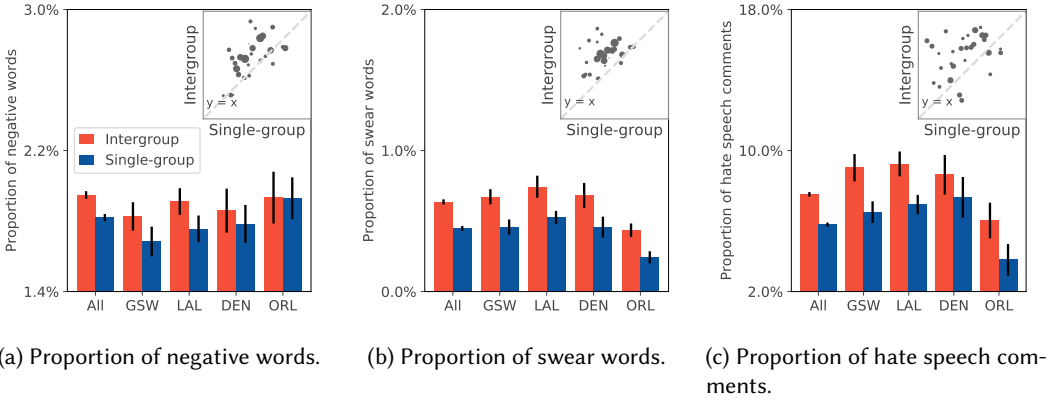 3.0%
2.2%
1.4%
Proportion of negative words
Intergroup
Single-group
y = x
Intergroup
Single-group
All GSW LAL DEN ORL
2.0%
1.0%
0.0%
Proportion of swear words
Intergroup
y = x
Single-group
All GSW LAL DEN ORL
18.0%
10.0%
2.0%
Proportion of hate speech comments
Intergroup
y = x
Single-group
All GSW LAL DEN ORL
(a) Proportion of negative words.
(b) Proportion of swear words.
(c) Proportion of hate speech com-
ments.